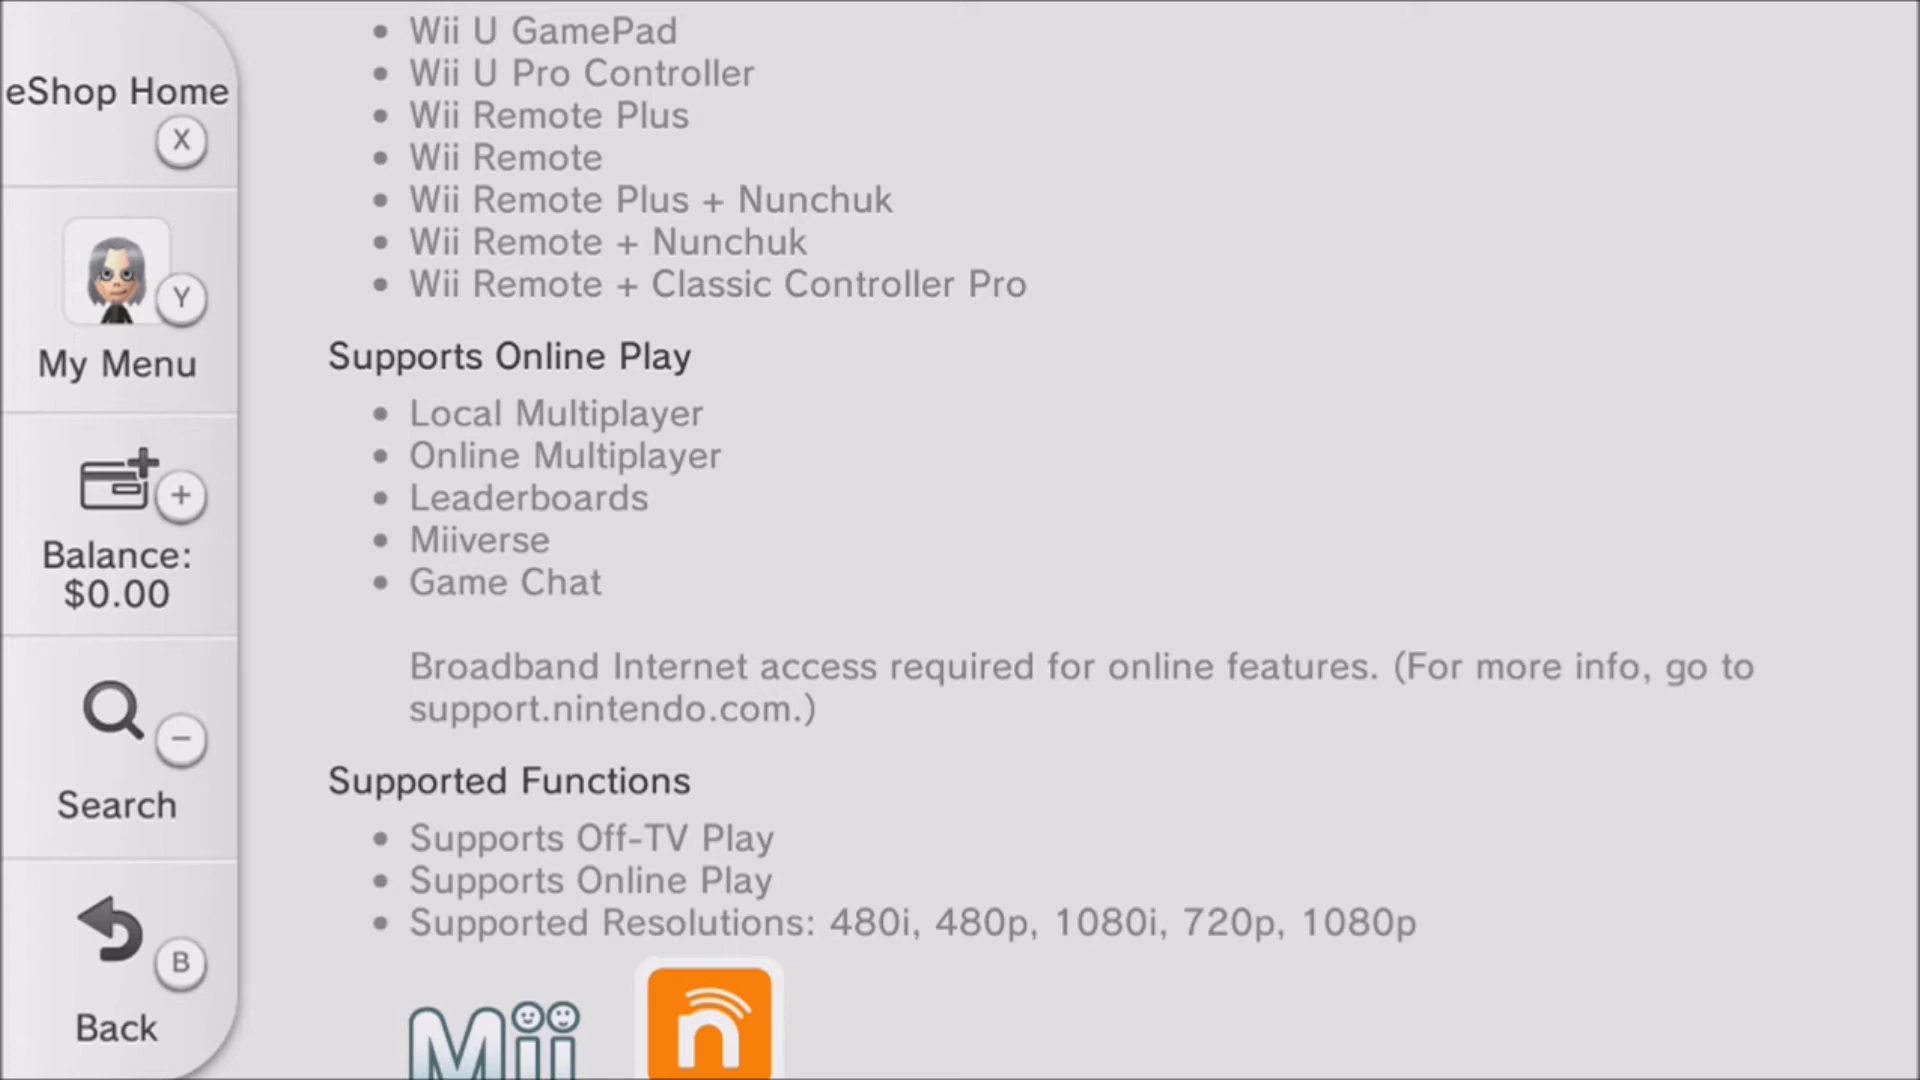 eShop Home
X
Y
My Menu
+
Balance:
$0.00
-
Search
B
Back
• Wii U GamePad
• Wii U Pro Controller
• Wii Remote Plus
• Wii Remote
• Wii Remote Plus + Nunchuk
• Wii Remote + Nunchuk
• Wii Remote + Classic Controller Pro
Supports Online Play
• Local Multiplayer
• Online Multiplayer
• Leaderboards
• Miiverse
• Game Chat
Broadband Internet access required for online features. (For more info, go to
support.nintendo.com.)
Supported Functions
• Supports Off-TV Play
• Supports Online Play
• Supported Resolutions: 480i, 480p, 1080i, 720p, 1080p
Mii
n